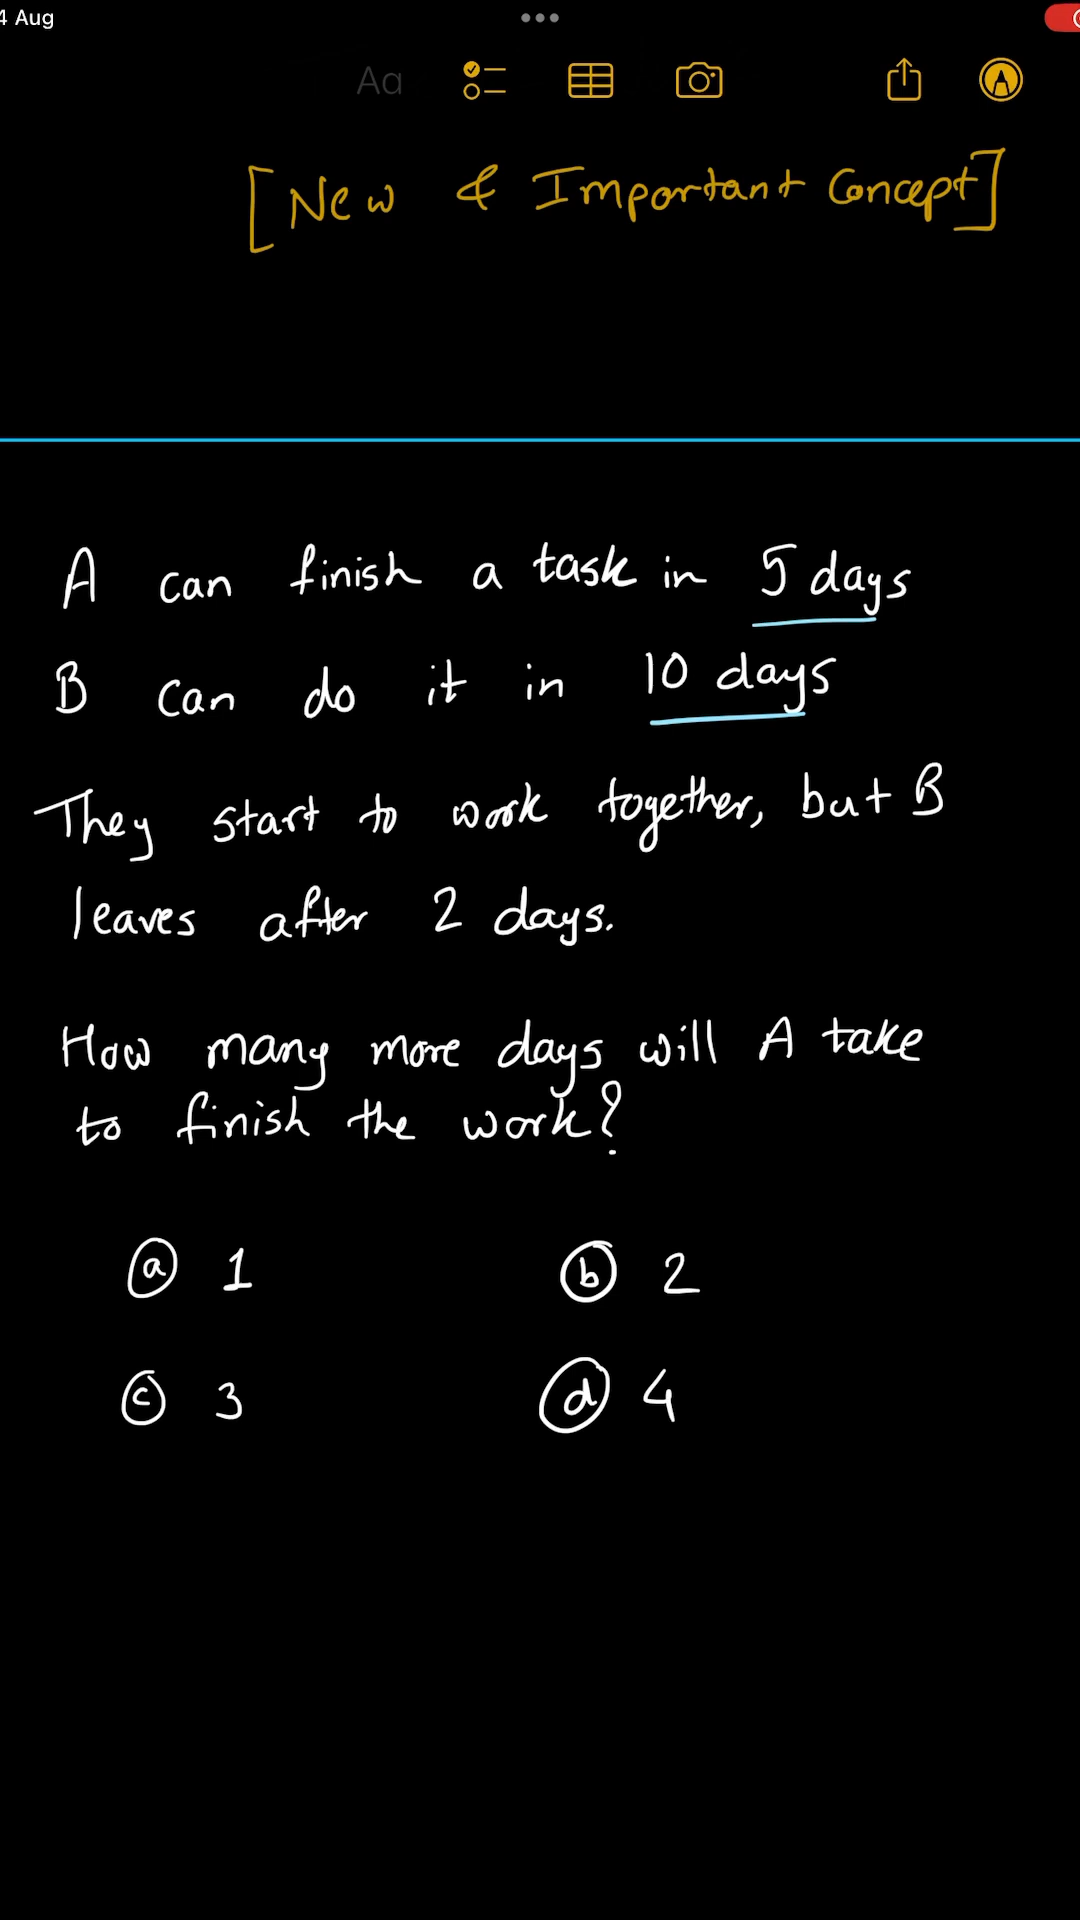 4 Aug
Aa
[New & Important Concept]
A can finish a task in 5 days
B can do it in 10 days
They start to work together, but B
leaves after 2 days.
How many more days will A take
to finish the work?
(a) 1 (b) 2
(c) 3 (d) 4